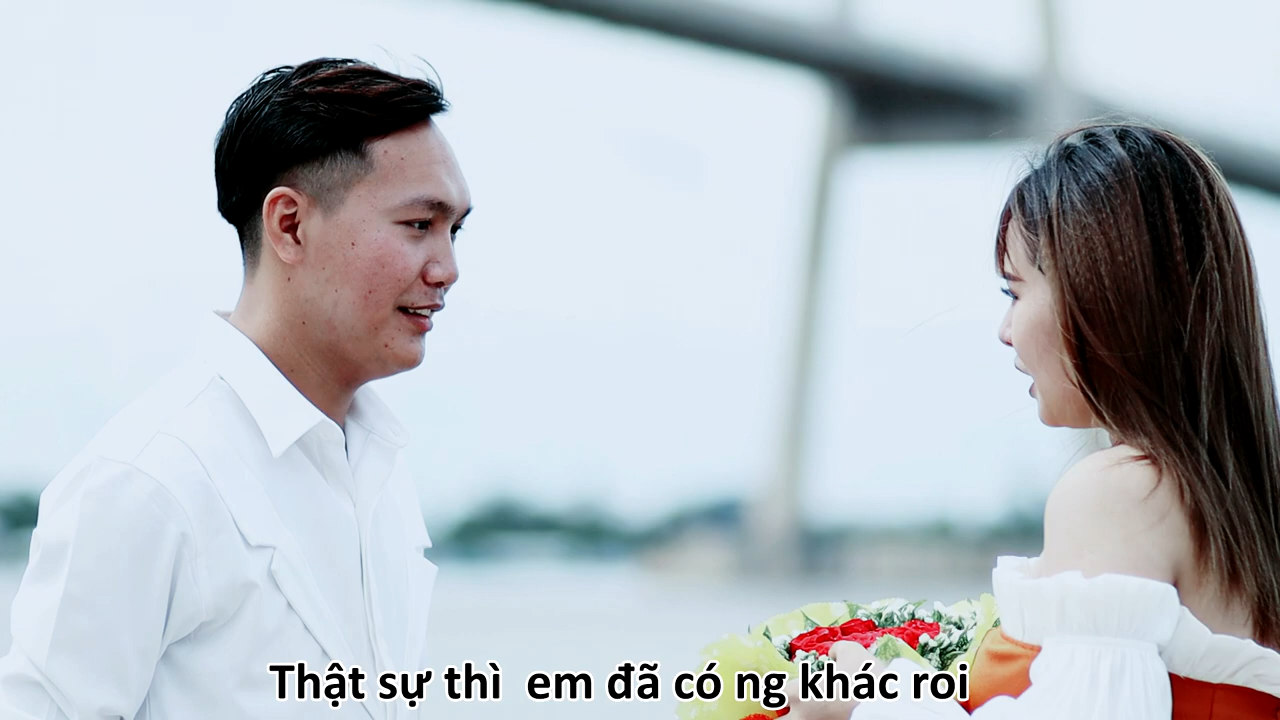 Thật sự thì  em đã có ng khác roi